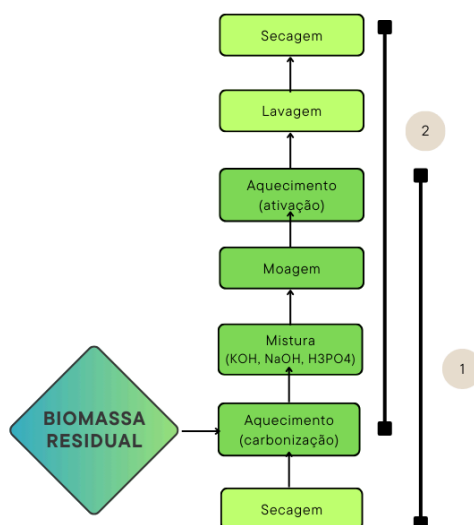 Secagem
Lavagem
2
Aquecimento
(ativação)
Moagem
Mistura
(KOH, NaOH, H3PO4)
1
BIOMASSA
RESIDUAL
Aquecimento
(carbonização)
Secagem